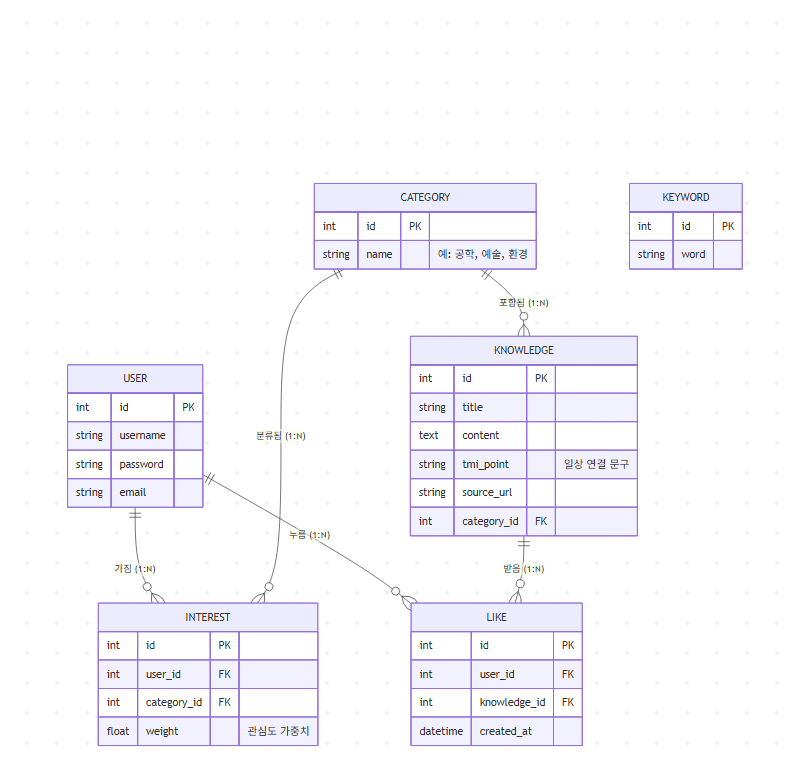 CATEGORY
int id PK
string name 예: 공학, 예술, 환경
KEYWORD
int id PK
string word
포함됨 (1:N)
KNOWLEDGE
int id PK
string title
text content
string tmi_point 일상 연결 문구
string source_url
int category_id FK
USER
int id PK
string username
string password
string email
분류됨 (1:N)
누름 (1:N)
가짐 (1:N)
받음 (1:N)
INTEREST
int id PK
int user_id FK
int category_id FK
float weight 관심도 가중치
LIKE
int id PK
int user_id FK
int knowledge_id FK
datetime created_at